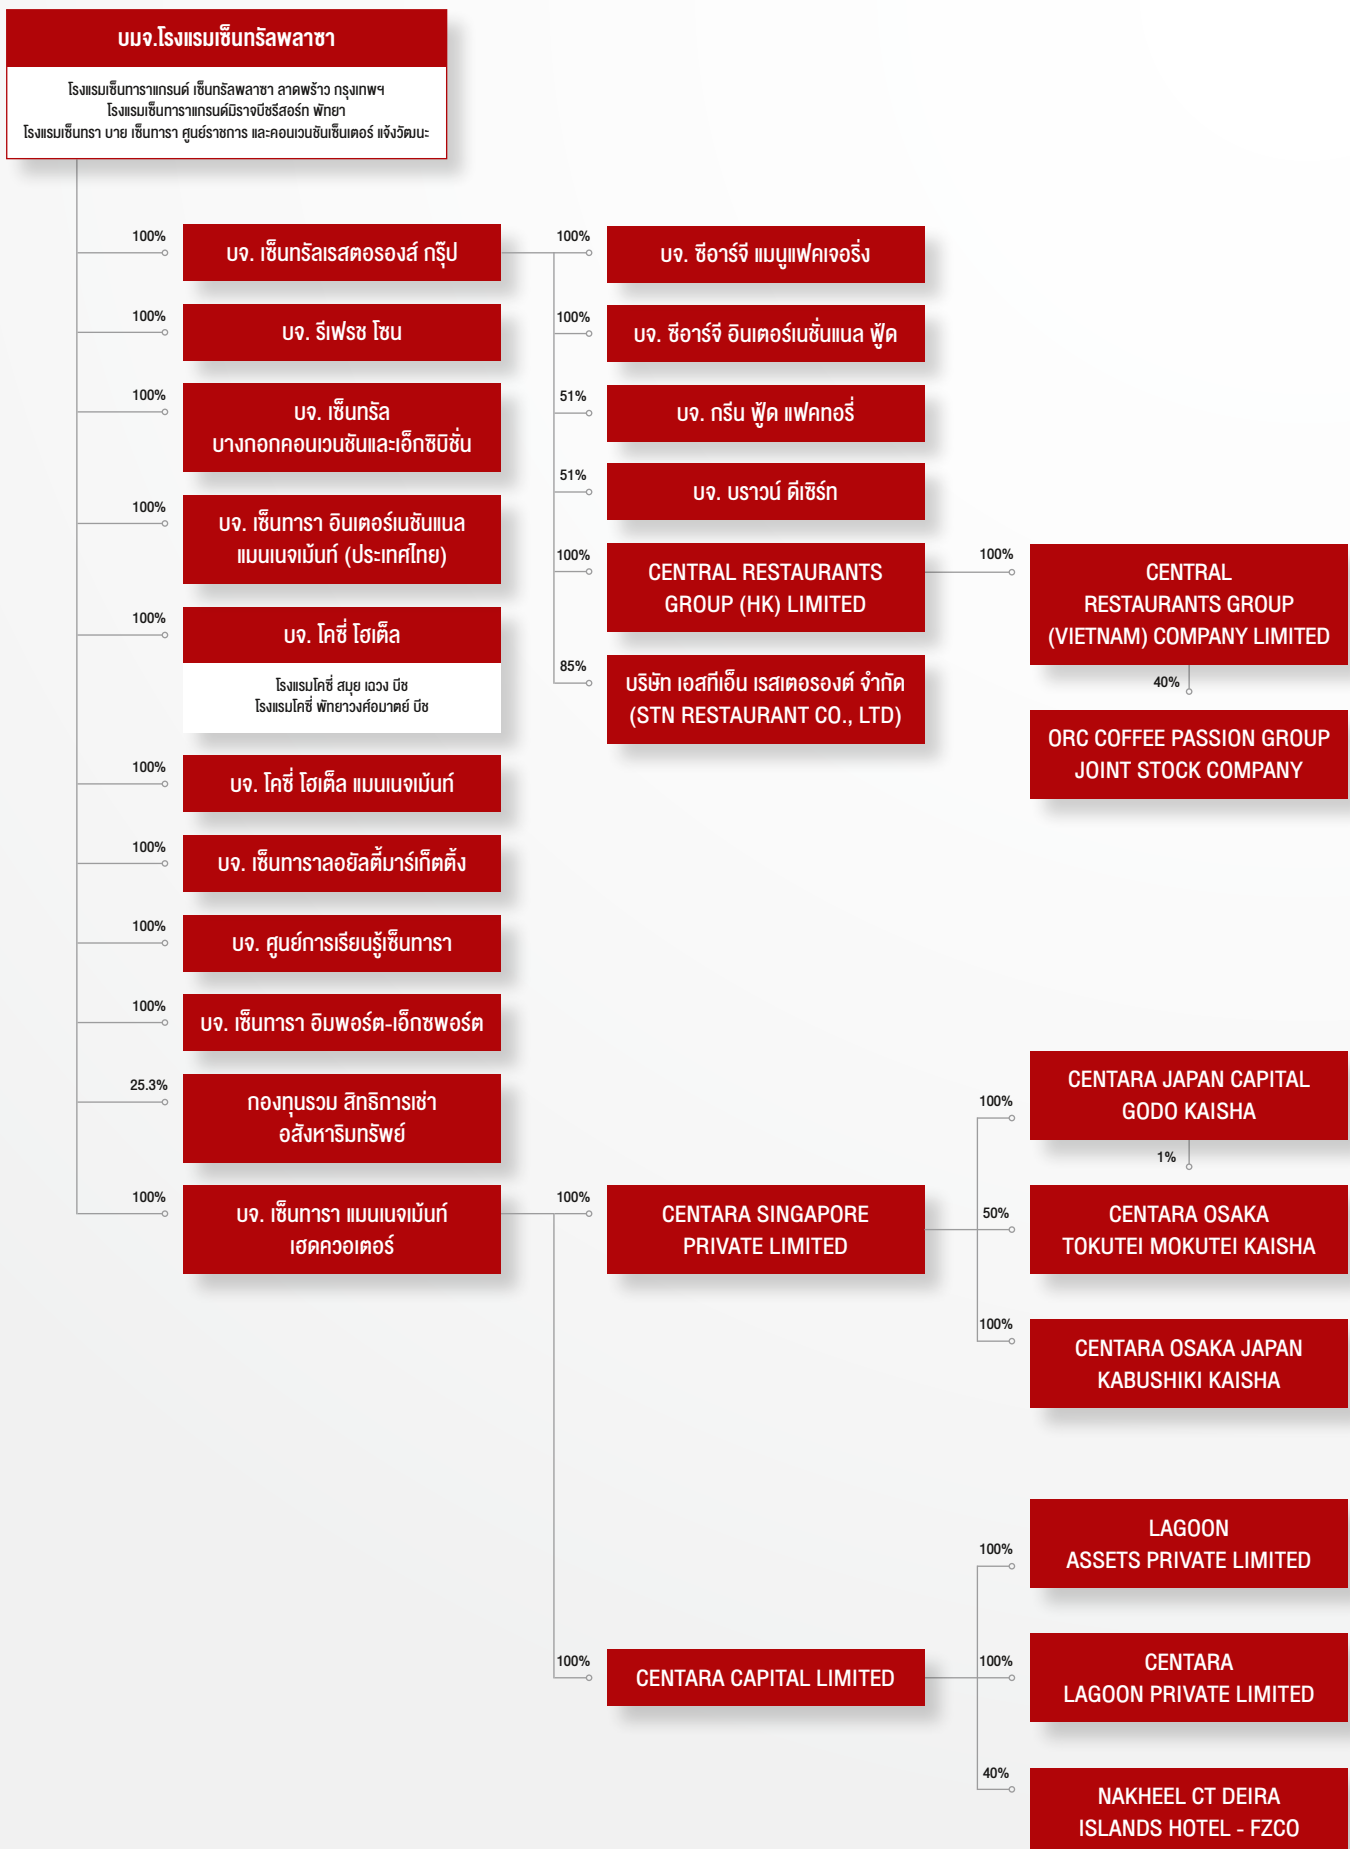 บมจ.โรงแรมเซ็นทรัลพลาซา
โรงแรมเซ็นทาราแกรนด์ เซ็นทรัลพลาซา ลาดพร้าว กรุงเทพฯ
โรงแรมเซ็นทาราแกรนด์มิราจบีชรีสอร์ท พัทยา
โรงแรมเซ็นทรา บาย เซ็นทารา ศูนย์ราชการ และคอนเวนชันเซ็นเตอร์ แจ้งวัฒนะ
100%
บจ. เซ็นทรัลเรสตอรองส์ กรุ๊ป
100%
บจ. รีเฟรช โซน
100%
บจ. เซ็นทรัล
บางกอกคอนเวนชันและเอ็กซิบิชั่น
100%
บจ. เซ็นทารา อินเตอร์เนชันแนล
แมนเนจเม้นท์ (ประเทศไทย)
100%
บจ. โคซี่ โฮเต็ล
โรงแรมโคซี่ สมุย เฉวง บีช
โรงแรมโคซี่ พัทยาวงศ์อมาตย์ บีช
100%
บจ. โคซี่ โฮเต็ล แมนเนจเม้นท์
100%
บจ. เซ็นทาราลอยัลตี้มาร์เก็ตติ้ง
100%
บจ. ศูนย์การเรียนรู้เซ็นทารา
100%
บจ. เซ็นทารา อิมพอร์ต-เอ็กซพอร์ต
25.3%
กองทุนรวม สิทธิการเช่า
อสังหาริมทรัพย์
100%
บจ. เซ็นทารา แมนเนจเม้นท์
เฮดควอเตอร์
100%
บจ. ซีอาร์จี แมนูแฟคเจอริ่ง
100%
บจ. ซีอาร์จี อินเตอร์เนชั่นแนล ฟู้ด
51%
บจ. กรีน ฟู้ด แฟคทอรี่
51%
บจ. บราวน์ ดีเซิร์ท
100%
CENTRAL RESTAURANTS
GROUP (HK) LIMITED
85%
บริษัท เอสทีเอ็น เรสเตอรองต์ จำกัด
(STN RESTAURANT CO., LTD)
100%
CENTRAL
RESTAURANTS GROUP
(VIETNAM) COMPANY LIMITED
40%
ORC COFFEE PASSION GROUP
JOINT STOCK COMPANY
100%
CENTARA SINGAPORE
PRIVATE LIMITED
100%
CENTARA JAPAN CAPITAL
GODO KAISHA
1%
50%
CENTARA OSAKA
TOKUTEI MOKUTEI KAISHA
100%
CENTARA OSAKA JAPAN
KABUSHIKI KAISHA
100%
CENTARA CAPITAL LIMITED
100%
LAGOON
ASSETS PRIVATE LIMITED
100%
CENTARA
LAGOON PRIVATE LIMITED
40%
NAKHEEL CT DEIRA
ISLANDS HOTEL - FZCO